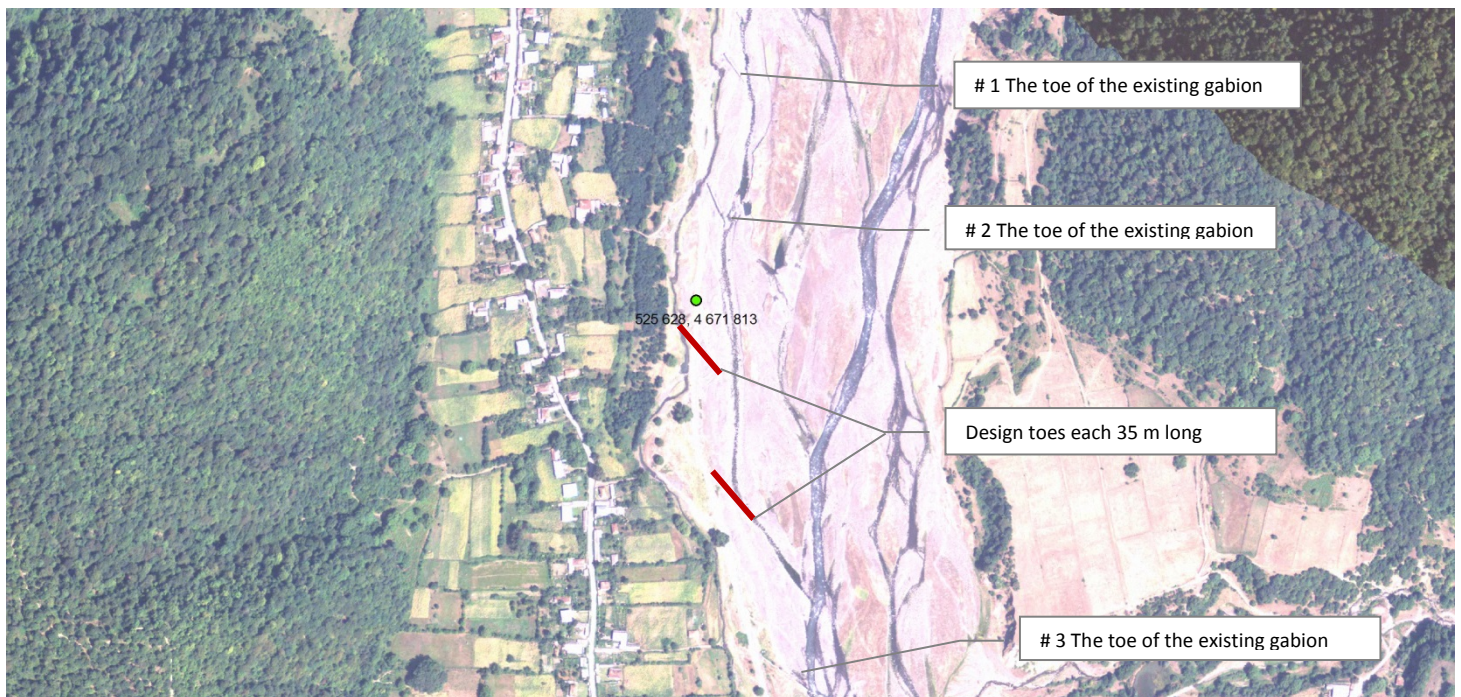 # 1 The toe of the existing gabion
# 2 The toe of the existing gabion
525 628, 4 671 813
Design toes each 35 m long
# 3 The toe of the existing gabion